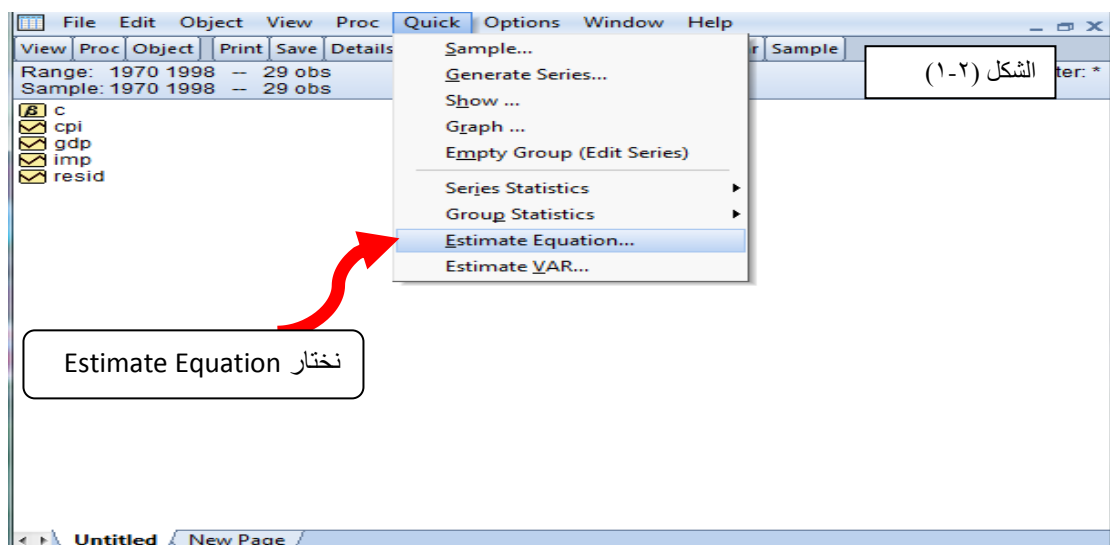 File Edit Object View Proc Quick Options Window Help
View Proc Object Print Save Details r Sample
الشكل (٢-١)
Range: 1970 1998 -- 29 obs ter: *
Sample: 1970 1998 -- 29 obs
c
cpi
gdp
imp
resid
Sample...
Generate Series...
Show ...
Graph ...
Empty Group (Edit Series)
Series Statistics
Group Statistics
Estimate Equation...
Estimate VAR...
نختار Estimate Equation
Untitled New Page